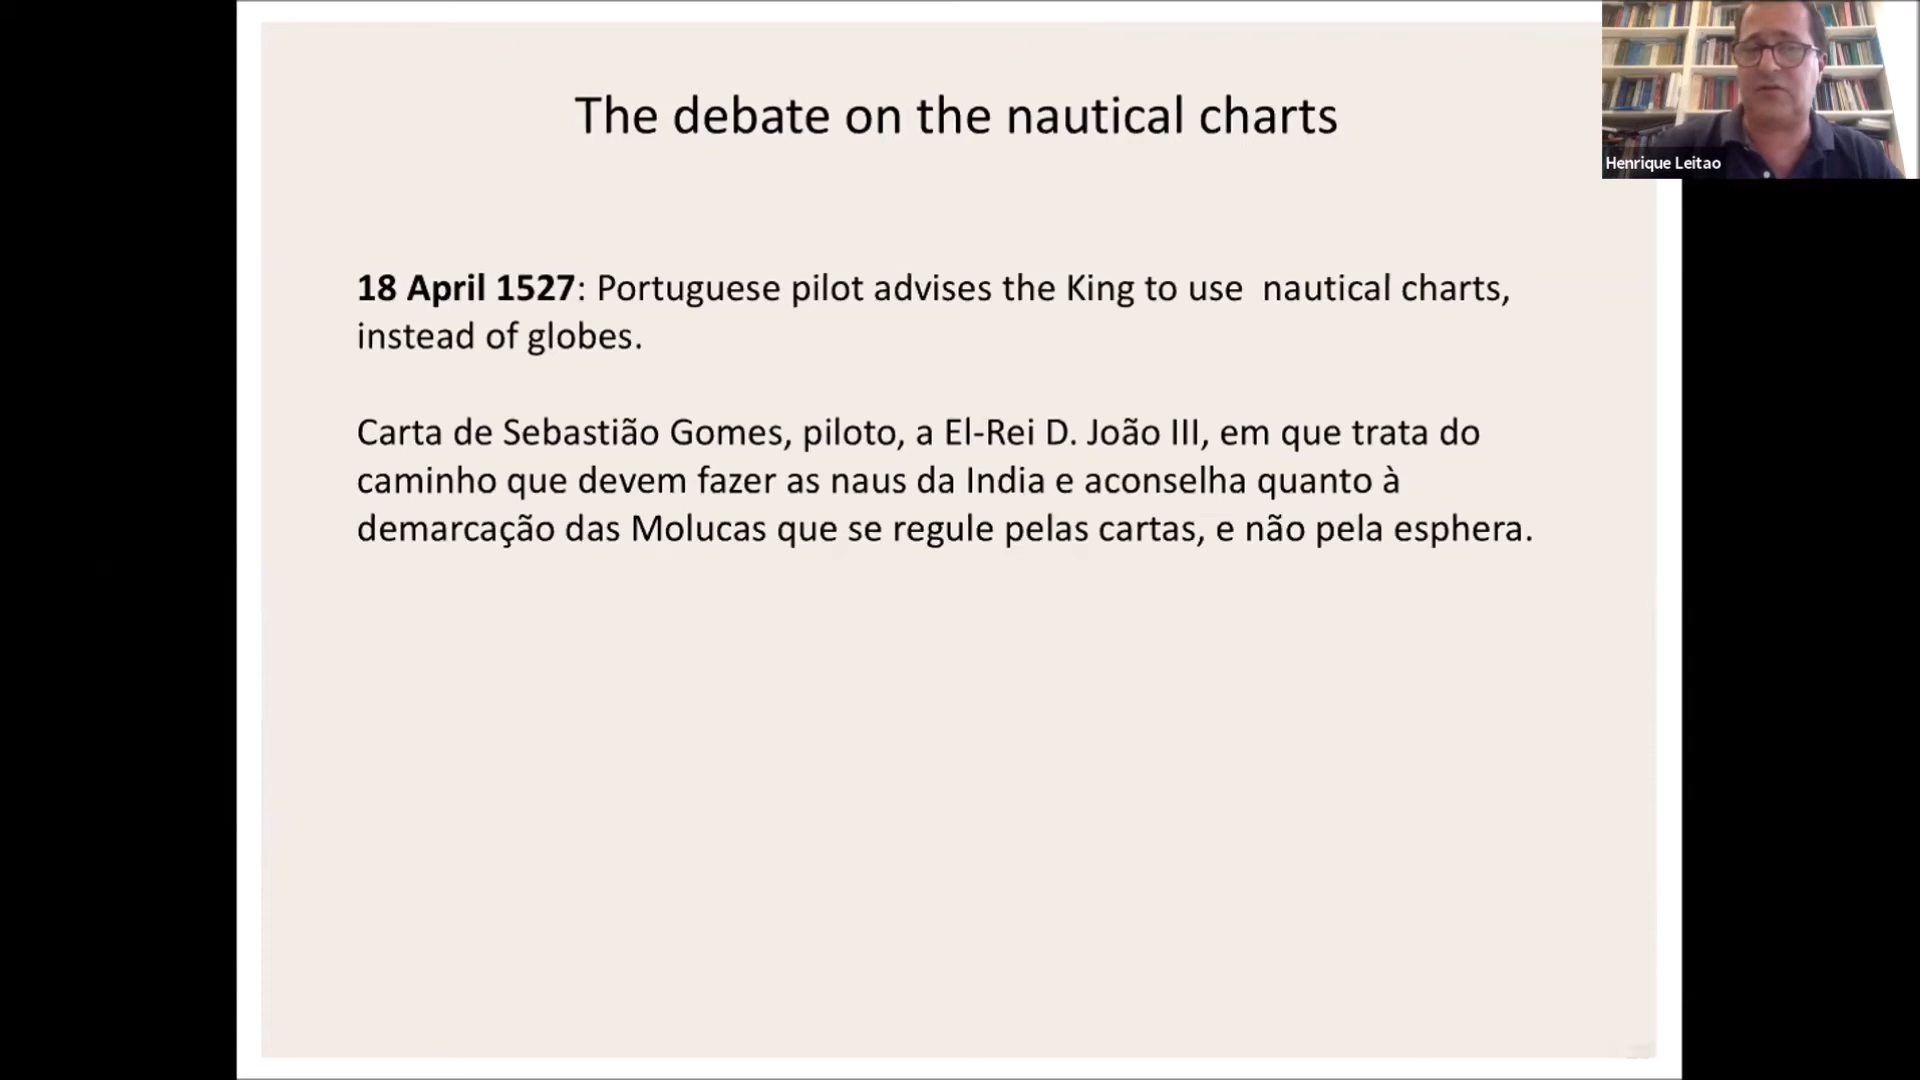 The debate on the nautical charts
Henrique Leitao
18 April 1527: Portuguese pilot advises the King to use  nautical charts,
instead of globes.
Carta de Sebastião Gomes, piloto, a El-Rei D. João III, em que trata do
caminho que devem fazer as naus da India e aconselha quanto à
demarcação das Molucas que se regule pelas cartas, e não pela esphera.